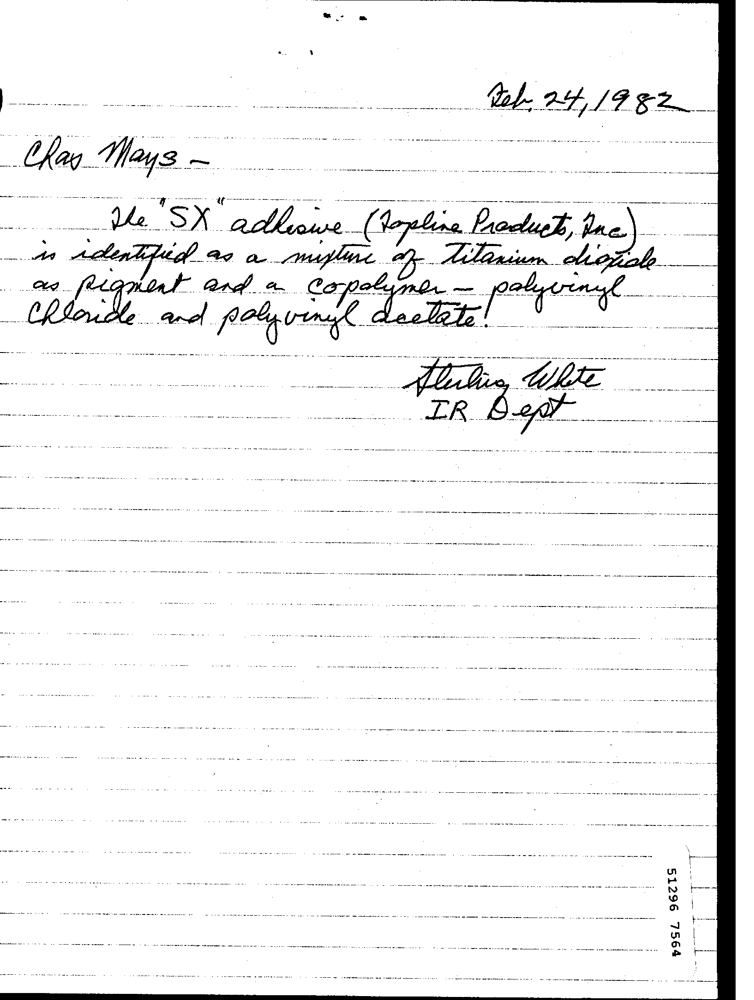 Feb. 24, 1982
Chas Mays -
The "SX" adhesive (Topline Products, Inc)
is identified as a mixture of titanium dioxide
as pigment and a copolymer - polyvinyl
chloride and polyvinyl acetate!
Sterling White
IR Dept
51296 7564